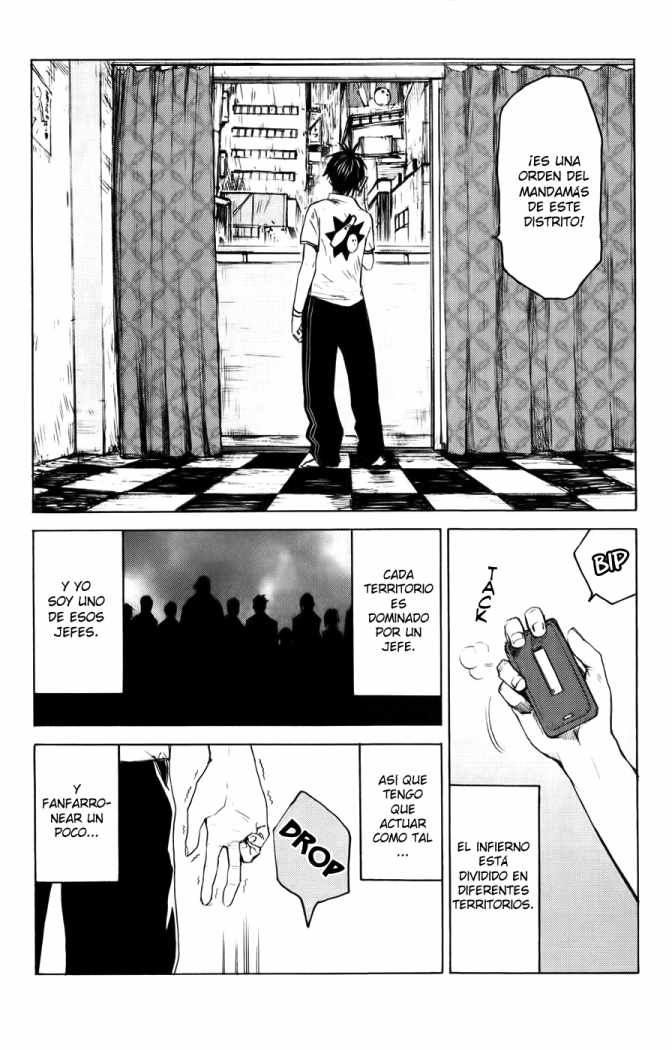 ¡ES UNA
ORDEN DEL
MANDAMÁS
DE ESTE
DISTRITO!
BIP
TACK
EL INFIERNO
ESTÁ
DIVIDIDO EN
DIFERENTES
TERRITORIOS.
CADA
TERRITORIO
ES
DOMINADO
POR UN
JEFE.
Y YO
SOY UNO
DE ESOS
JEFES.
ASÍ QUE
TENGO
QUE
ACTUAR
COMO TAL
...
DROP
Y
FANFARRO-
NEAR UN
POCO...